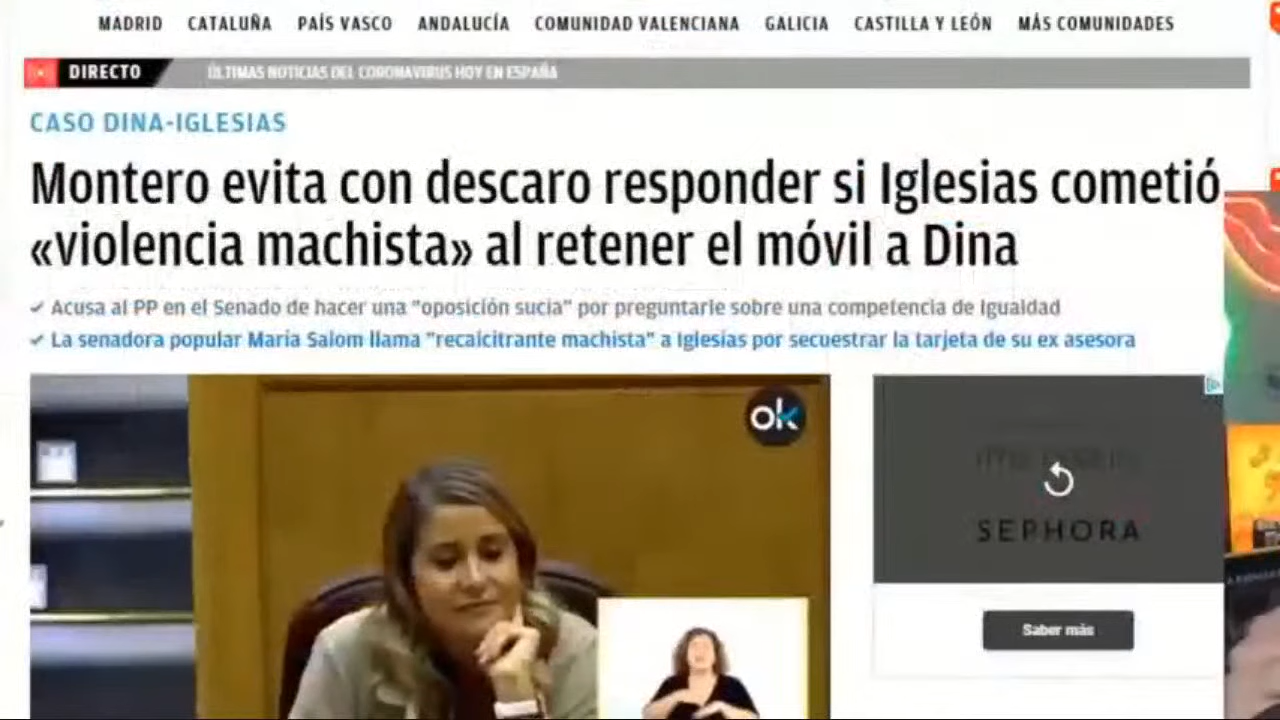 MADRID CATALUÑA PAÍS VASCO ANDALUCÍA COMUNIDAD VALENCIANA GALICIA CASTILLA Y LEÓN MÁS COMUNIDADES
DIRECTO ÚLTIMAS NOTICIAS DEL CORONAVIRUS HOY EN ESPAÑA
CASO DINA-IGLESIAS
Montero evita con descaro responder si Iglesias cometió
«violencia machista» al retener el móvil a Dina
✓ Acusa al PP en el Senado de hacer una "oposición sucia" por preguntarle sobre una competencia de Igualdad
✓ La senadora popular María Salom llama "recalcitrante machista" a Iglesias por secuestrar la tarjeta de su ex asesora
ok
SEPHORA
Saber más